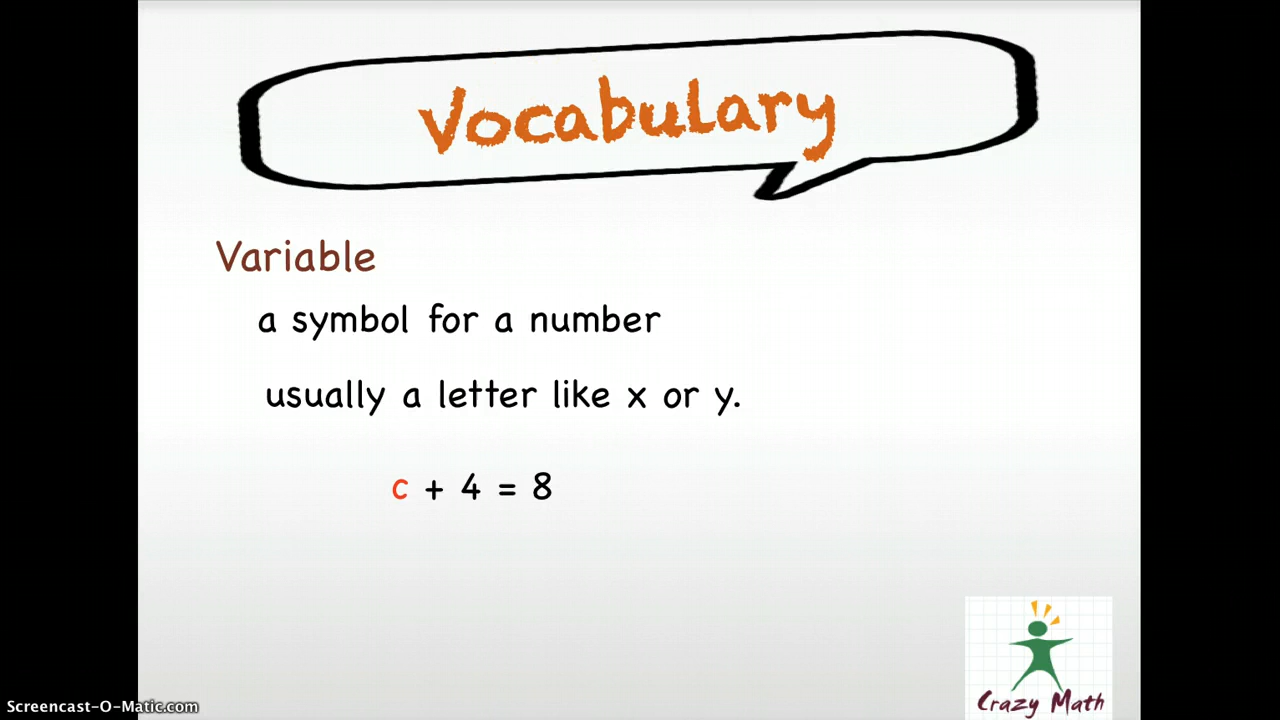 Vocabulary
Variable
a symbol for a number
usually a letter like x or y.
c + 4 = 8
Crazy Math
Screencast-O-Matic.com